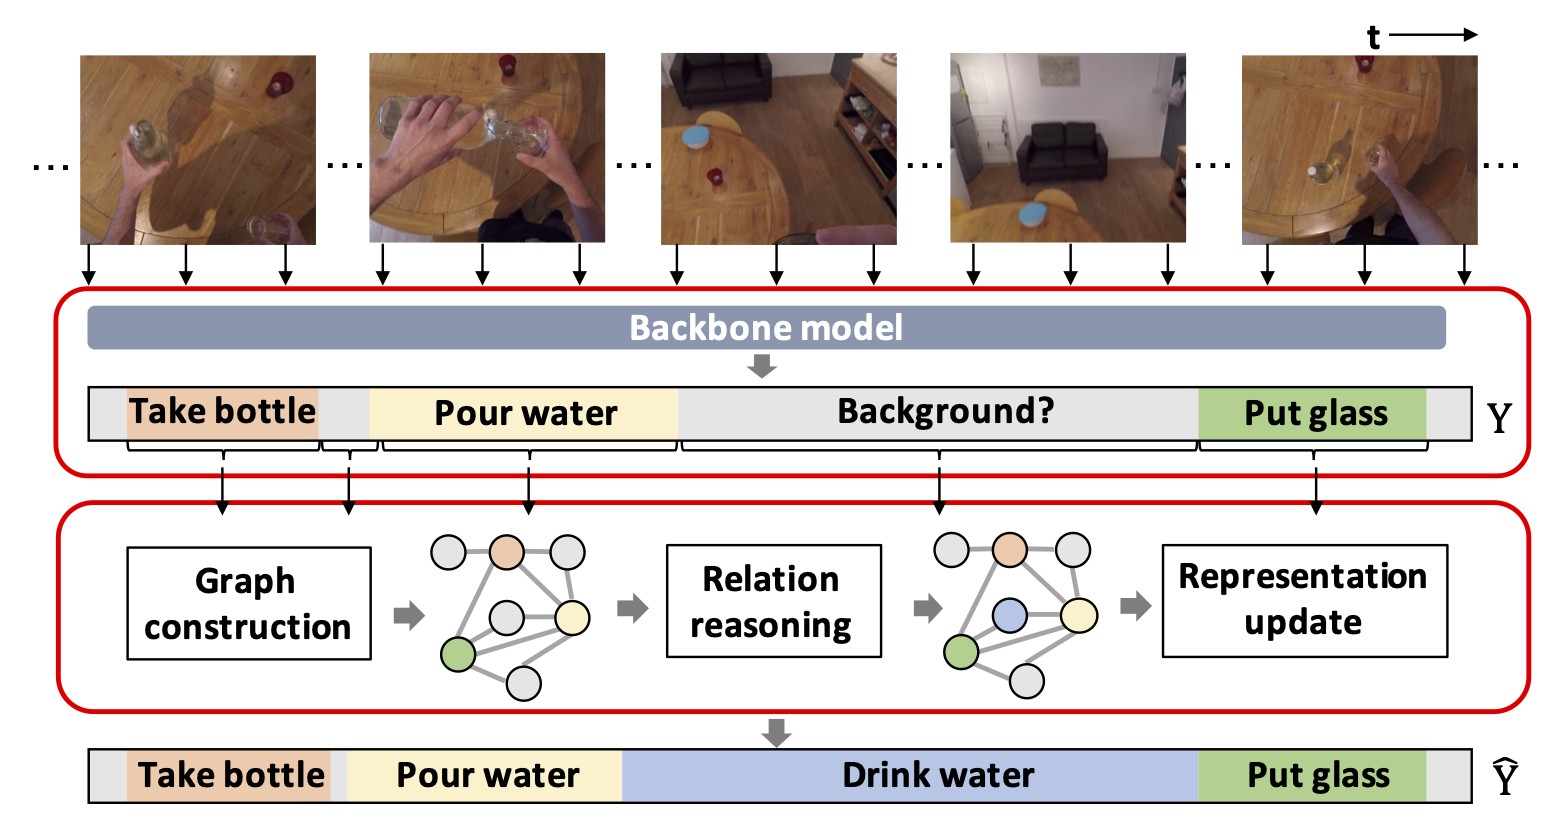 t
... ... ... ... ... ...
Backbone model
Take bottle Pour water Background? Put glass Y
Graph construction
Relation reasoning
Representation update
Take bottle Pour water Drink water Put glass Ŷ